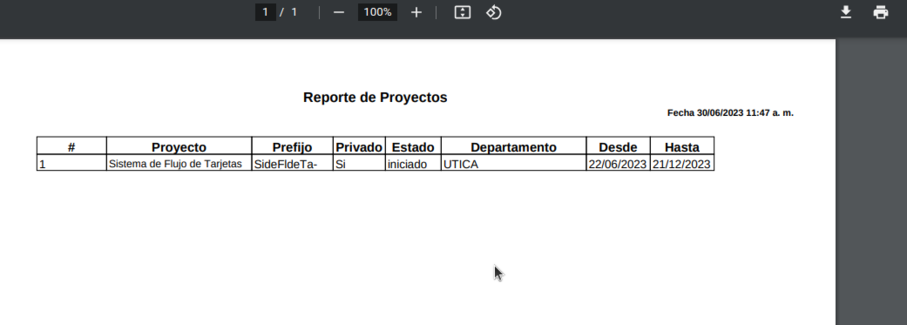 1 / 1 100%
Reporte de Proyectos
Fecha 30/06/2023 11:47 a. m.
# Proyecto Prefijo Privado Estado Departamento Desde Hasta
1 Sistema de Flujo de Tarjetas SideFldeTa- Si iniciado UTICA 22/06/2023 21/12/2023